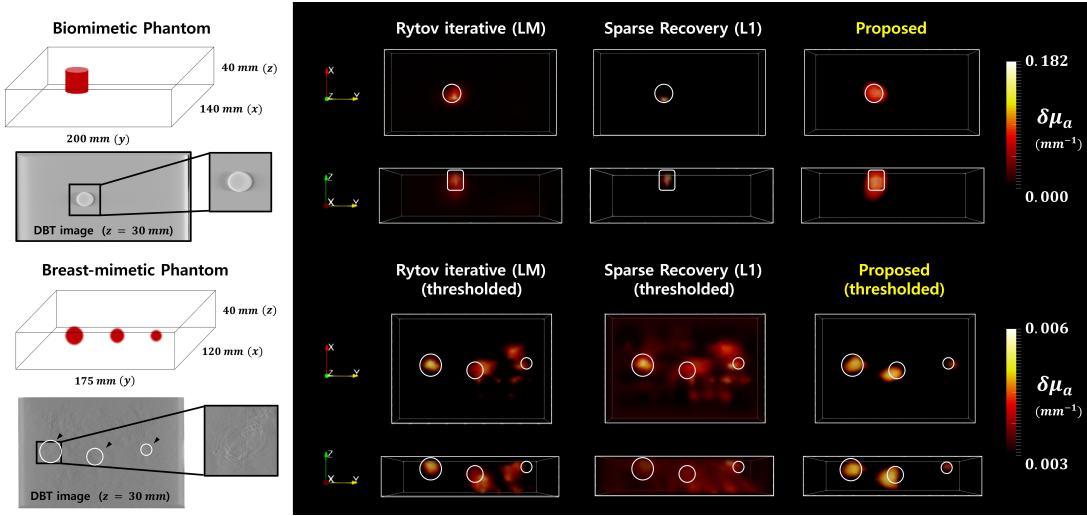 Biomimetic Phantom
40 mm (z)
140 mm (x)
200 mm (y)
DBT image (z = 30 mm)
Breast-mimetic Phantom
40 mm (z)
120 mm (x)
175 mm (y)
DBT image (z = 30 mm)
Rytov iterative (LM)
Sparse Recovery (L1)
Proposed
X
Z
Y
Z
X
Y
0.182
δμₐ
(mm⁻¹)
0.000
Rytov iterative (LM)
(thresholded)
Sparse Recovery (L1)
(thresholded)
Proposed
(thresholded)
X
Z
Y
Z
X
Y
0.006
δμₐ
(mm⁻¹)
0.003